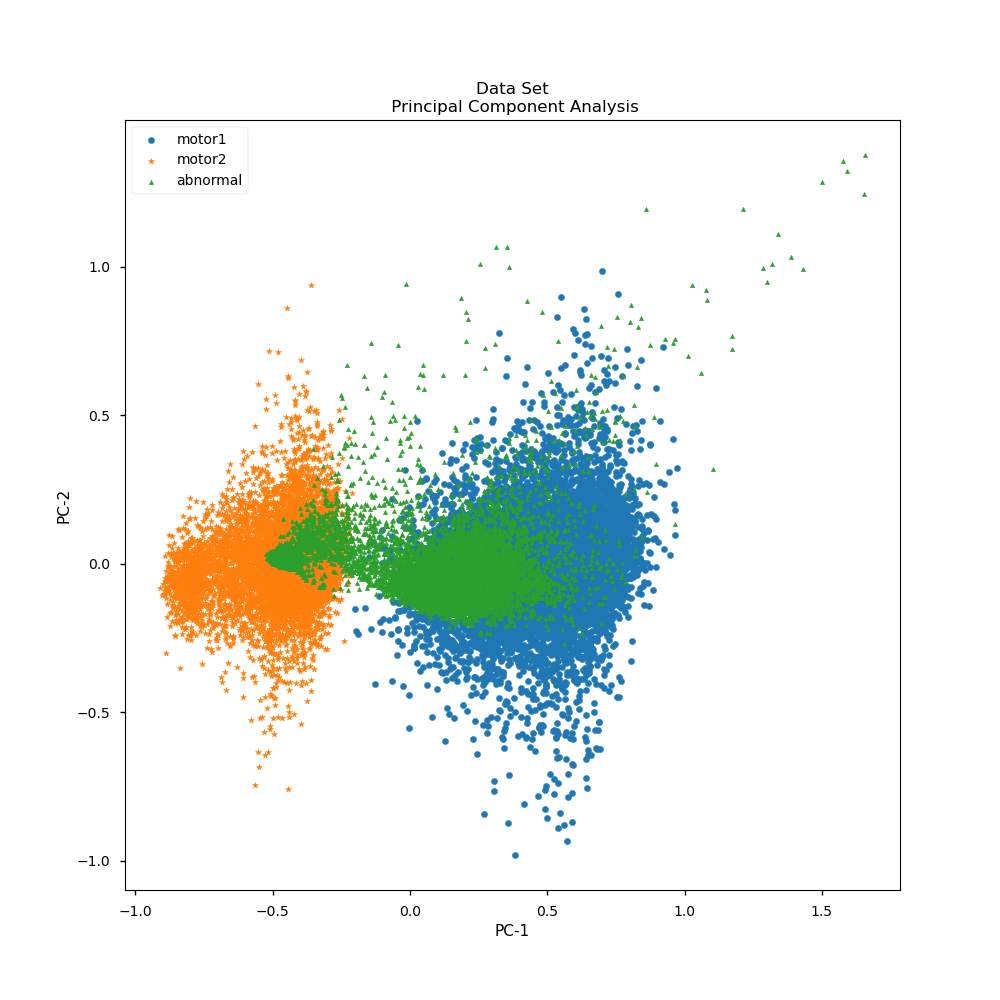 Data Set
Principal Component Analysis
motor1
motor2
abnormal
1.0
0.5
0.0
−0.5
−1.0
PC-2
−1.0 −0.5 0.0 0.5 1.0 1.5
PC-1